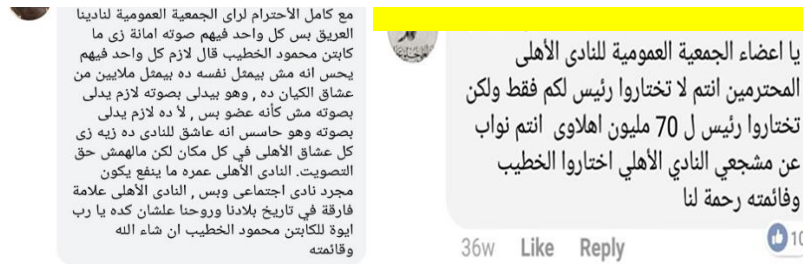 مع كامل الأحترام لراى الجمعية العمومية لنادينا
العريق بس كل واحد فيهم صوته امانة زى ما
كابتن محمود الخطيب قال لازم كل واحد فيهم
يحس انه مش بيمثل نفسه ده بيمثل ملايين من
عشاق الكيان ده , وهو بيدلى بصوته لازم يدلى
بصوته مش كأنه عضو بس , لأ ده لازم يدلى
بصوته وهو حاسس انه عاشق للنادى ده زيه زى
كل عشاق الأهلى في كل مكان لكن مالهمش حق
التصويت. النادى الأهلى عمره ما ينفع يكون
مجرد نادى اجتماعى وبس , النادى الأهلى علامة
فارقة في تاريخ بلادنا وروحنا علشان كده يا رب
ايوة للكابتن محمود الخطيب ان شاء الله
وقائمته
يا اعضاء الجمعية العمومية للنادى الأهلى
المحترمين انتم لا تختاروا رئيس لكم فقط ولكن
تختاروا رئيس ل 70 مليون اهلاوى انتم نواب
عن مشجعي النادي الأهلي اختاروا الخطيب
وفائمته رحمة لنا
36w Like Reply
10